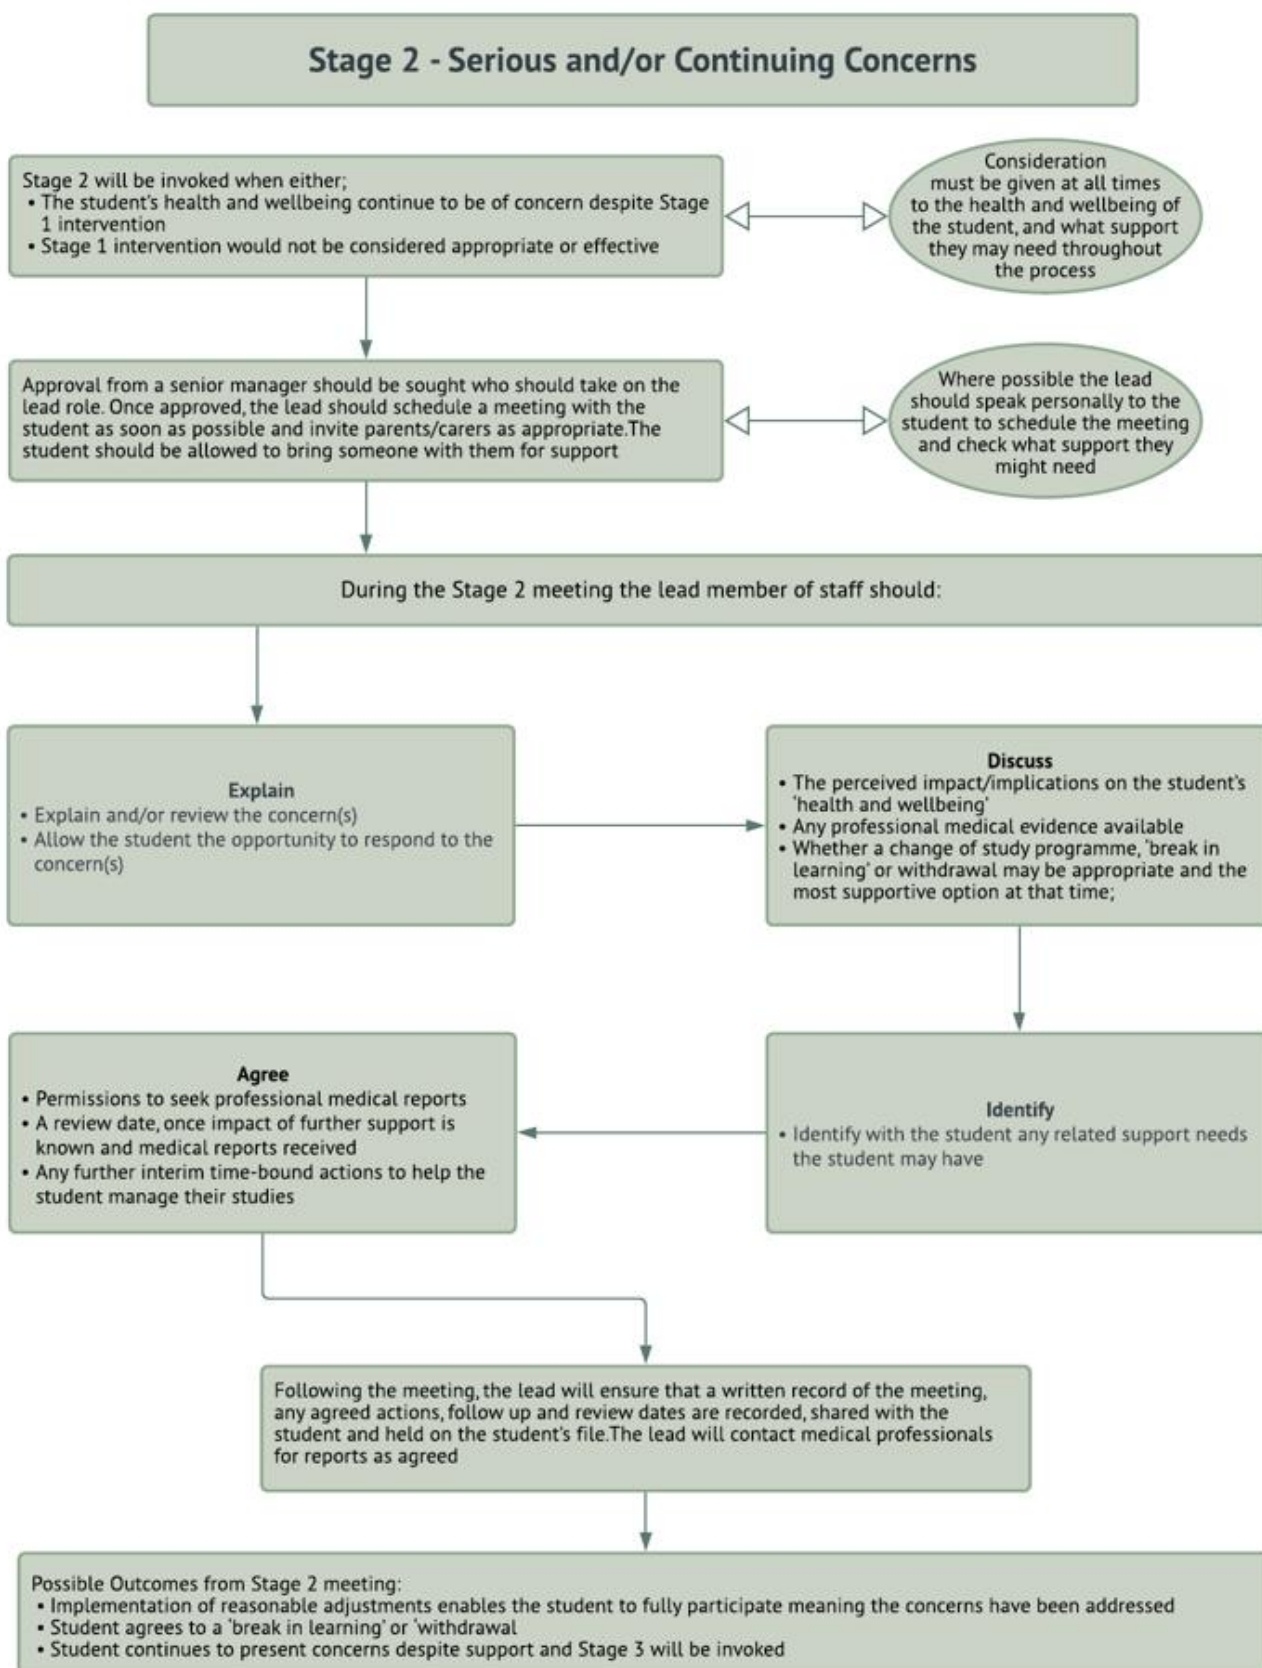 Stage 2 - Serious and/or Continuing Concerns
Stage 2 will be invoked when either;
• The student's health and wellbeing continue to be of concern despite Stage
1 intervention
• Stage 1 intervention would not be considered appropriate or effective
Consideration
must be given at all times
to the health and wellbeing of
the student, and what support
they may need throughout
the process
Approval from a senior manager should be sought who should take on the
lead role. Once approved, the lead should schedule a meeting with the
student as soon as possible and invite parents/carers as appropriate.The
student should be allowed to bring someone with them for support
Where possible the lead
should speak personally to the
student to schedule the meeting
and check what support they
might need
During the Stage 2 meeting the lead member of staff should:
Explain
• Explain and/or review the concern(s)
• Allow the student the opportunity to respond to the
concern(s)
Discuss
• The perceived impact/implications on the student's
'health and wellbeing'
• Any professional medical evidence available
• Whether a change of study programme, 'break in
learning' or withdrawal may be appropriate and the
most supportive option at that time;
Identify
• Identify with the student any related support needs
the student may have
Agree
• Permissions to seek professional medical reports
• A review date, once impact of further support is
known and medical reports received
• Any further interim time-bound actions to help the
student manage their studies
Following the meeting, the lead will ensure that a written record of the meeting,
any agreed actions, follow up and review dates are recorded, shared with the
student and held on the student's file.The lead will contact medical professionals
for reports as agreed
Possible Outcomes from Stage 2 meeting:
• Implementation of reasonable adjustments enables the student to fully participate meaning the concerns have been addressed
• Student agrees to a 'break in learning' or 'withdrawal
• Student continues to present concerns despite support and Stage 3 will be invoked